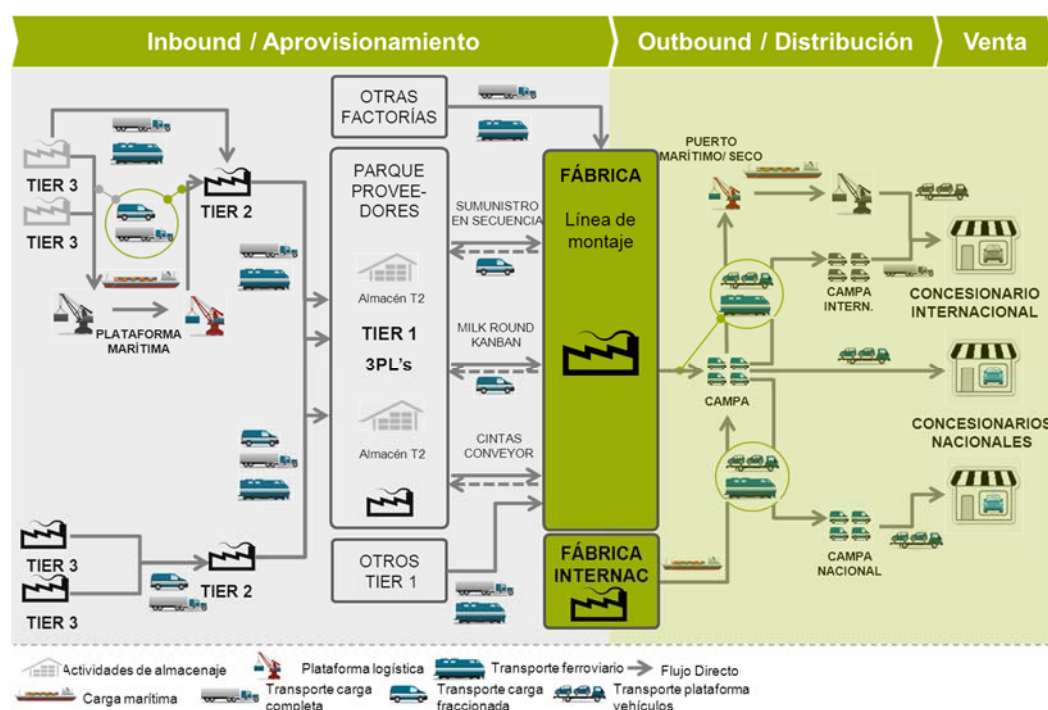 Inbound / Aprovisionamiento
Outbound / Distribución
Venta
OTRAS
FACTORÍAS
TIER 3
TIER 3
TIER 2
PLATAFORMA
MARÍTIMA
TIER 3
TIER 3
TIER 2
PARQUE
PROVEE-
DORES
Almacén T2
TIER 1
3PL's
Almacén T2
OTROS
TIER 1
SUMUNISTRO
EN SECUENCIA
MILK ROUND
KANBAN
CINTAS
CONVEYOR
FÁBRICA
Línea de
montaje
FÁBRICA
INTERNAC
PUERTO
MARÍTIMO/ SECO
CAMPA
INTERN.
CAMPA
CAMPA
NACIONAL
CONCESIONARIO
INTERNACIONAL
CONCESIONARIOS
NACIONALES
Actividades de almacenaje
Plataforma logística
Transporte ferroviario
Flujo Directo
Carga marítima
Transporte carga
completa
Transporte carga
fraccionada
Transporte plataforma
vehículos